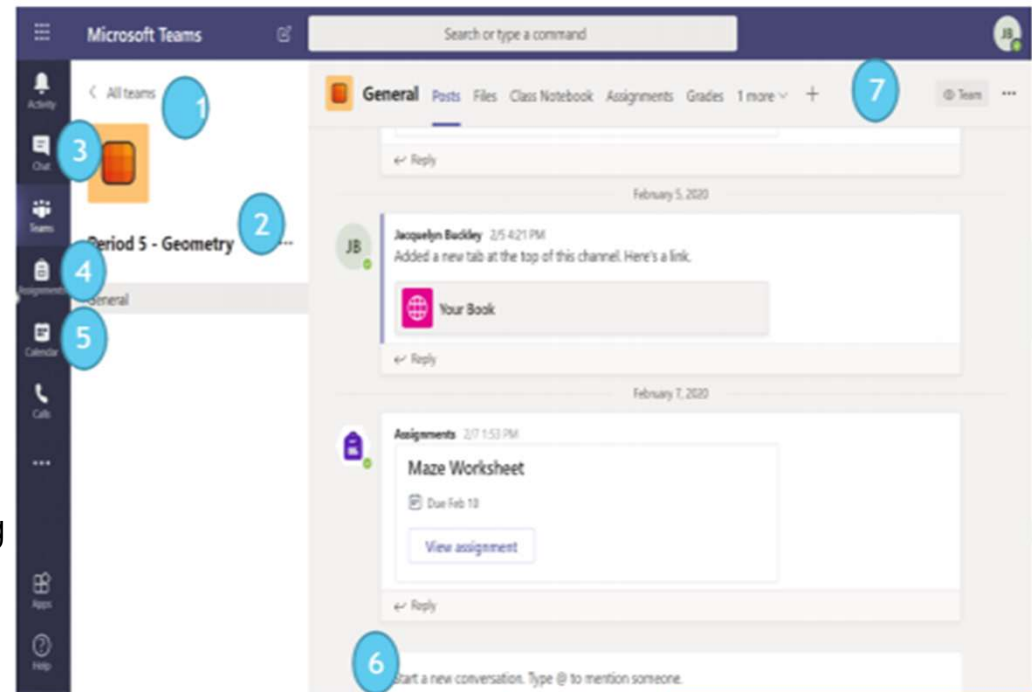 Microsoft Teams
Search or type a command
JB
Activity
Chat
Teams
Assignments
Calendar
Calls
Apps
Help
All teams
1
3
2
Period 5 - Geometry
4
General
5
General Posts Files Class Notebook Assignments Grades 1 more +
7
Team
Reply
February 5, 2020
JB
Jacquelyn Buckley 2/5 4:21 PM
Added a new tab at the top of this channel. Here's a link.
Your Book
Reply
February 7, 2020
Assignments 2/7 1:53 PM
Maze Worksheet
Due Feb 10
View assignment
Reply
6
Start a new conversation. Type @ to mention someone.
g